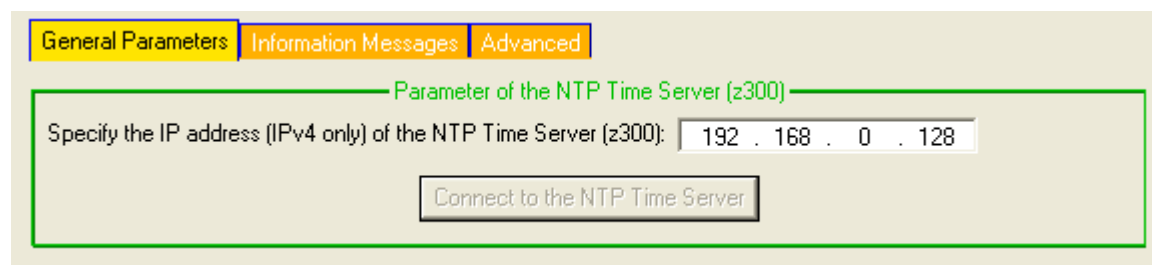 General Parameters Information Messages Advanced
Parameter of the NTP Time Server (z300)
Specify the IP address (IPv4 only) of the NTP Time Server (z300): 192 . 168 . 0 . 128
Connect to the NTP Time Server